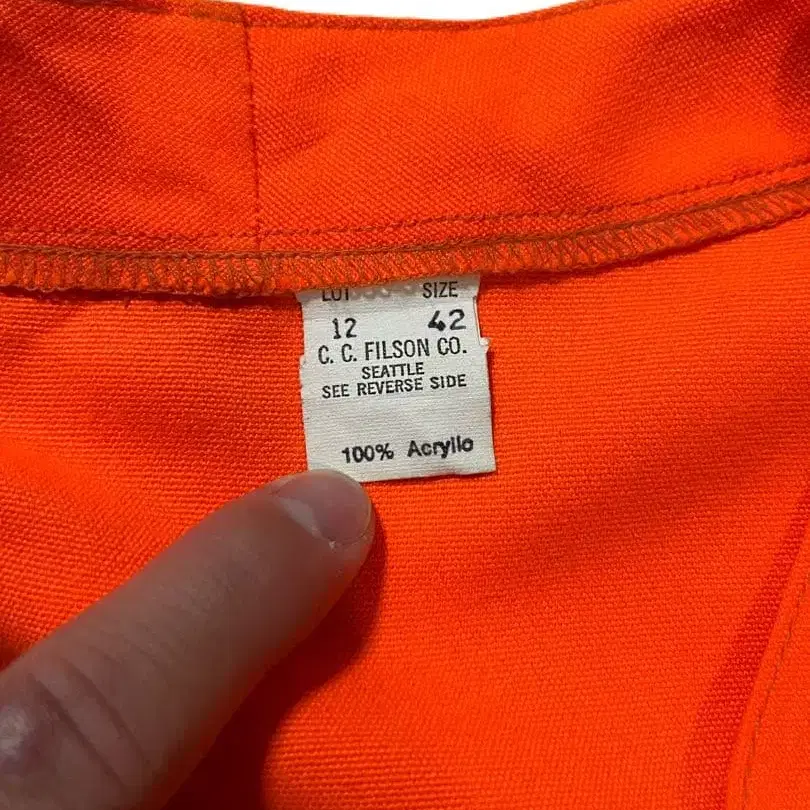 LOT SIZE
12 42
C. C. FILSON CO.
SEATTLE
SEE REVERSE SIDE
100% Acrylic